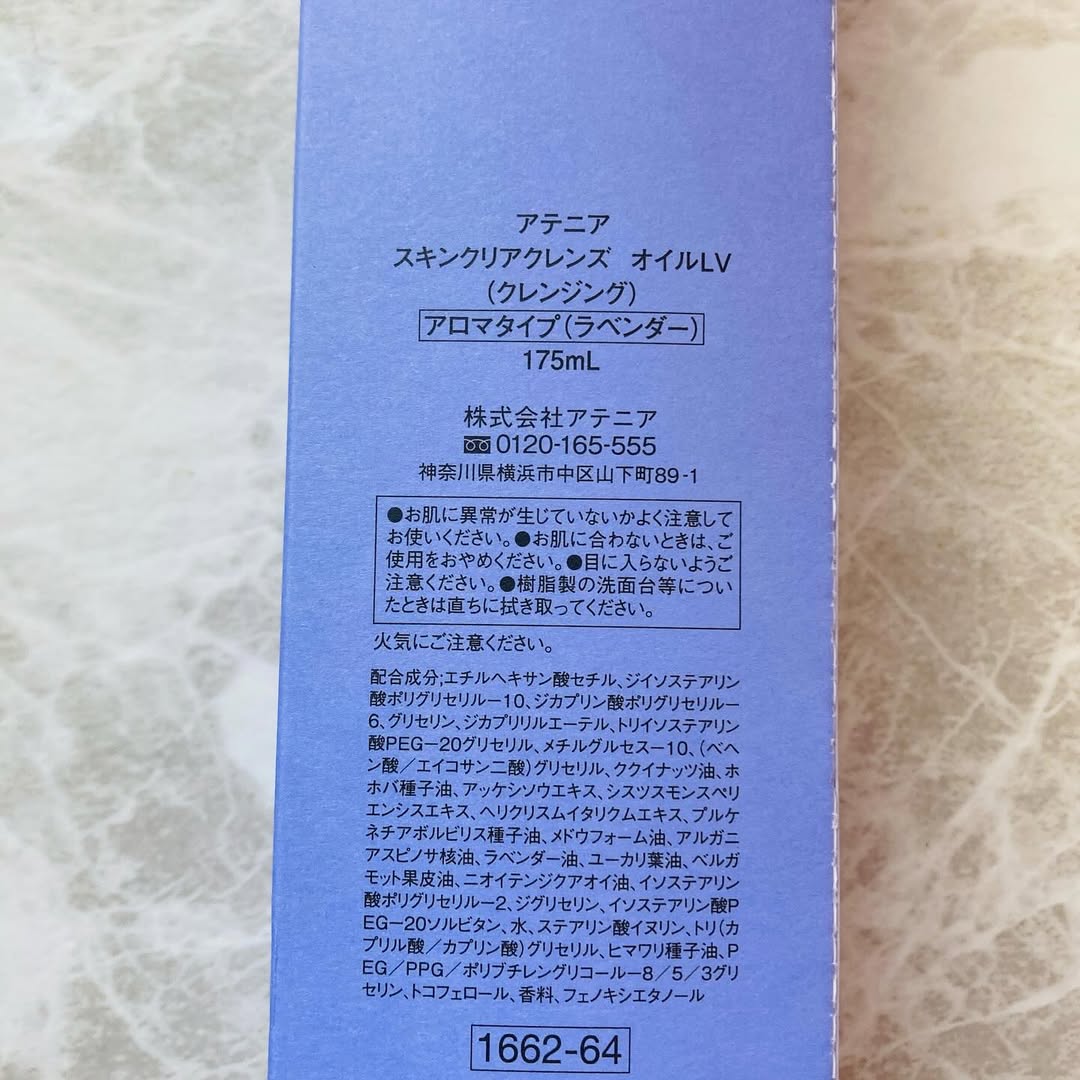 アテニア
スキンクリアクレンズ オイルLV
(クレンジング)
アロマタイプ(ラベンダー)
175mL
株式会社アテニア
0120-165-555
神奈川県横浜市中区山下町89-1
●お肌に異常が生じていないかよく注意して
お使いください。●お肌に合わないときは、ご
使用をおやめください。●目に入らないようご
注意ください。●樹脂製の洗面台等につい
たときは直ちに拭き取ってください。
火気にご注意ください。
配合成分;エチルヘキサン酸セチル、ジイソステアリン
酸ポリグリセリルー10、ジカプリン酸ポリグリセリルー
6、グリセリン、ジカプリリルエーテル、トリイソステアリン
酸PEGー20グリセリル、メチルグルセスー10、(ベヘ
ン酸/エイコサン二酸)グリセリル、ククイナッツ油、ホ
ホバ種子油、アッケシソウエキス、シスツスモンスペリ
エンシスエキス、ヘリクリスムイタリクムエキス、プルケ
ネチアボルビリス種子油、メドウフォーム油、アルガニ
アスピノサ核油、ラベンダー油、ユーカリ葉油、ベルガ
モット果皮油、ニオイテンジクアオイ油、イソステアリン
酸ポリグリセリルー2、ジグリセリン、イソステアリン酸P
EGー20ソルビタン、水、ステアリン酸イヌリン、トリ(カ
プリル酸/カプリン酸)グリセリル、ヒマワリ種子油、P
EG/PPG/ポリブチレングリコールー8/5/3グリ
セリン、トコフェロール、香料、フェノキシエタノール
1662-64